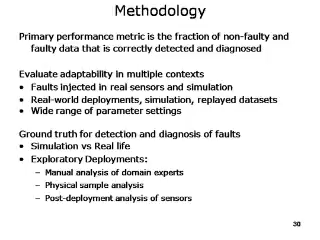 Methodology
Primary performance metric is the fraction of non-faulty and
faulty data that is correctly detected and diagnosed
Evaluate adaptability in multiple contexts
• Faults injected in real sensors and simulation
• Real-world deployments, simulation, replayed datasets
• Wide range of parameter settings
Ground truth for detection and diagnosis of faults
• Simulation vs Real life
• Exploratory Deployments:
– Manual analysis of domain experts
– Physical sample analysis
– Post-deployment analysis of sensors
30